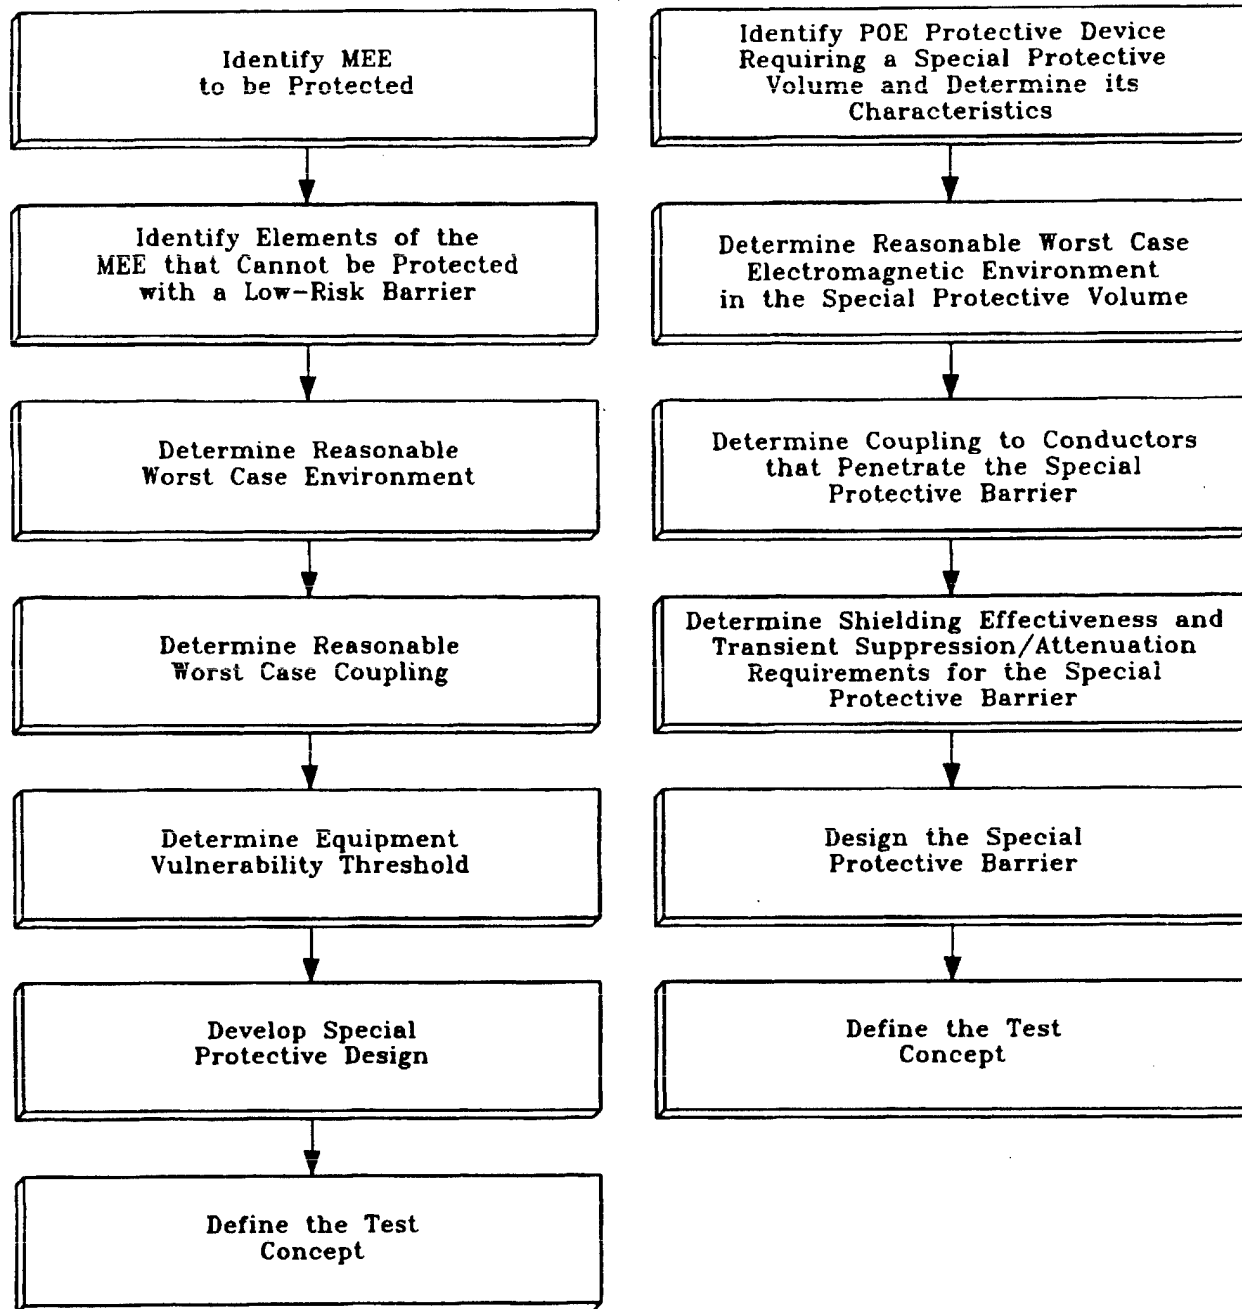 Identify MEE
to be Protected
Identify Elements of the
MEE that Cannot be Protected
with a Low-Risk Barrier
Determine Reasonable
Worst Case Environment
Determine Reasonable
Worst Case Coupling
Determine Equipment
Vulnerability Threshold
Develop Special
Protective Design
Define the Test
Concept
Identify POE Protective Device
Requiring a Special Protective
Volume and Determine its
Characteristics
Determine Reasonable Worst Case
Electromagnetic Environment
in the Special Protective Volume
Determine Coupling to Conductors
that Penetrate the Special
Protective Barrier
Determine Shielding Effectiveness and
Transient Suppression/Attenuation
Requirements for the Special
Protective Barrier
Design the Special
Protective Barrier
Define the Test
Concept